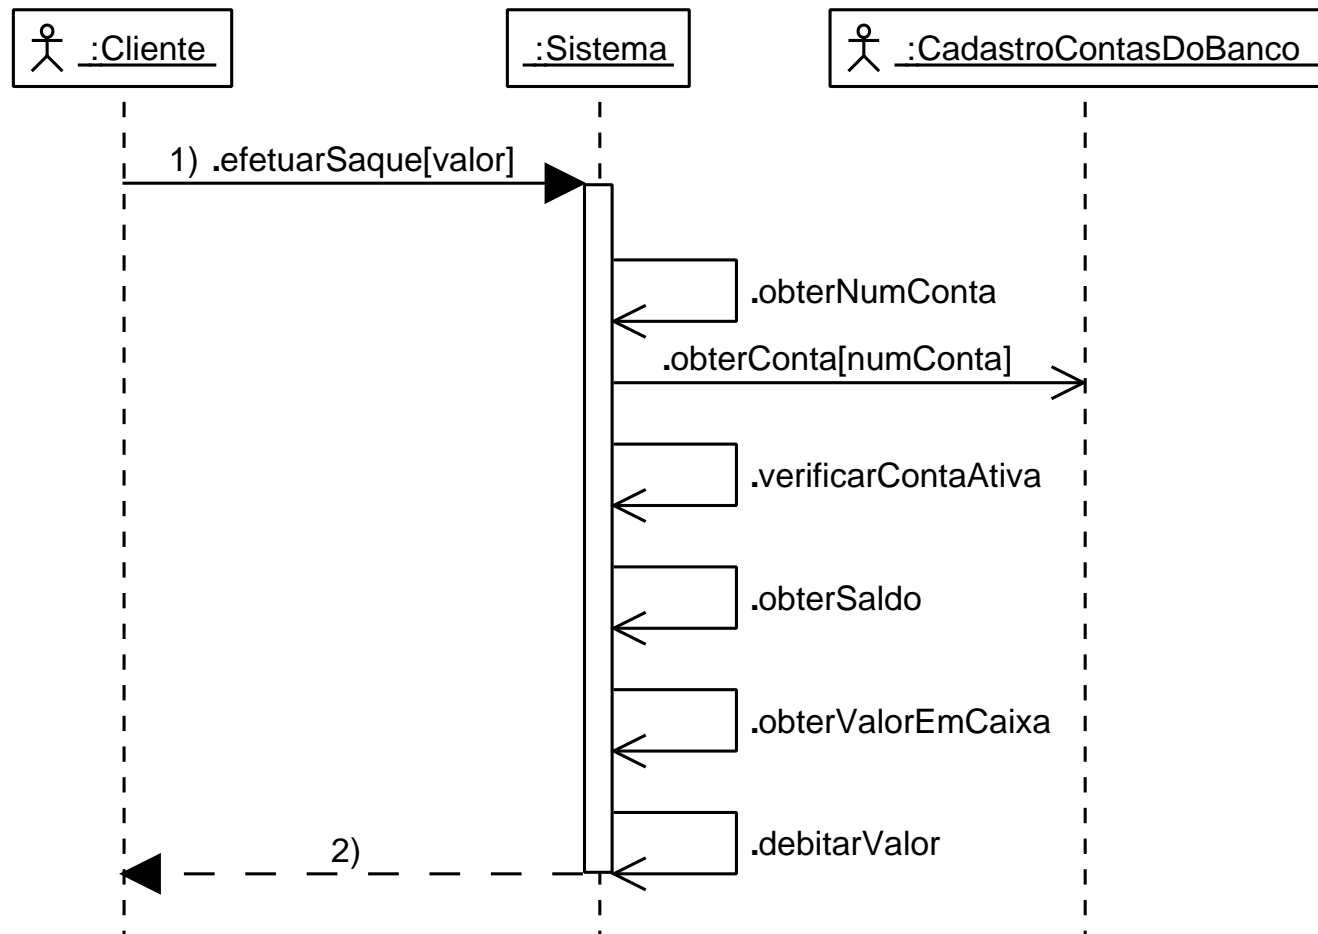 :Cliente
:Sistema
:CadastroContasDoBanco
1) .efetuarSaque[valor]
.obterNumConta
.obterConta[numConta]
.verificarContaAtiva
.obterSaldo
.obterValorEmCaixa
.debitarValor
2)